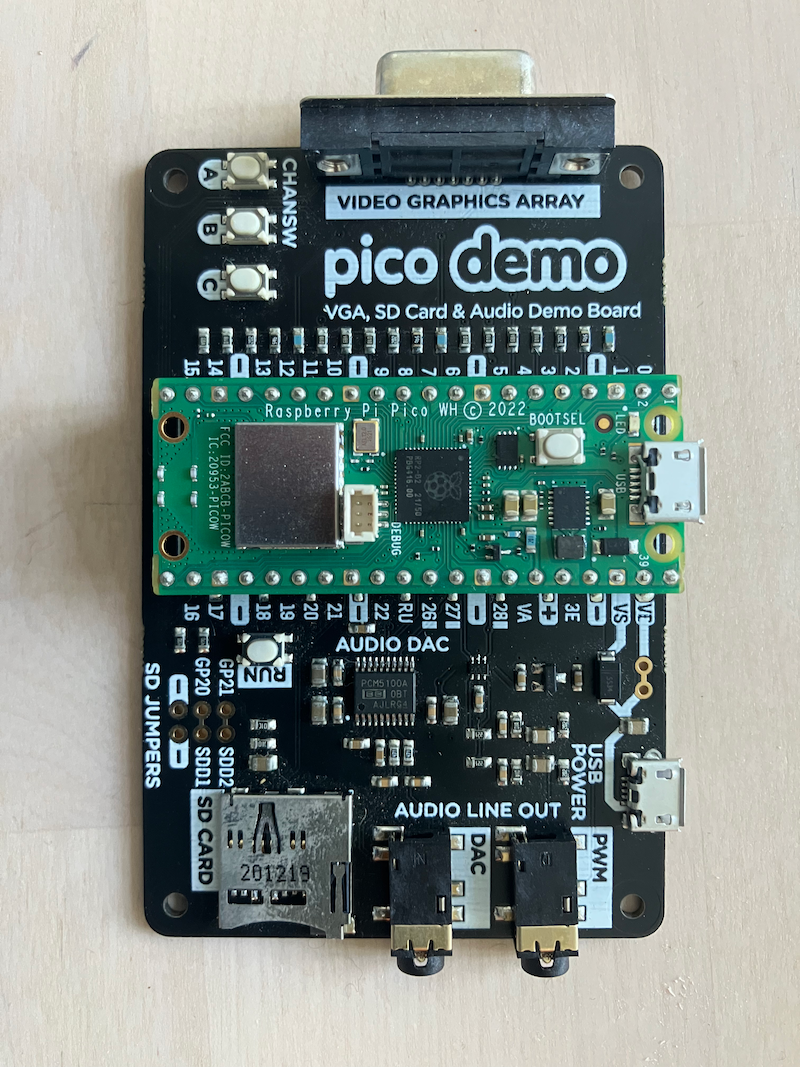 A
CHANSW
B
C
VIDEO GRAPHICS ARRAY
pico demo
VGA, SD Card & Audio Demo Board
15 14 13 12 11 10 9 8 7 6 5 4 3 2 1 0
Raspberry Pi Pico WH © 2022
BOOTSEL
LED
2 1
FCC ID:2ABCB-PICOW
IC:20953-PICOW
USB
DEBUG
39
16 17 18 19 20 21 22 RU 26 27 28 VA + 3E VS
RUN
AUDIO DAC
PCM5100A
AJLRG4
GP21
GP20
SDD2
SDD1
SD JUMPERS
USB POWER
AUDIO LINE OUT
SD CARD
201219
DAC
PWM